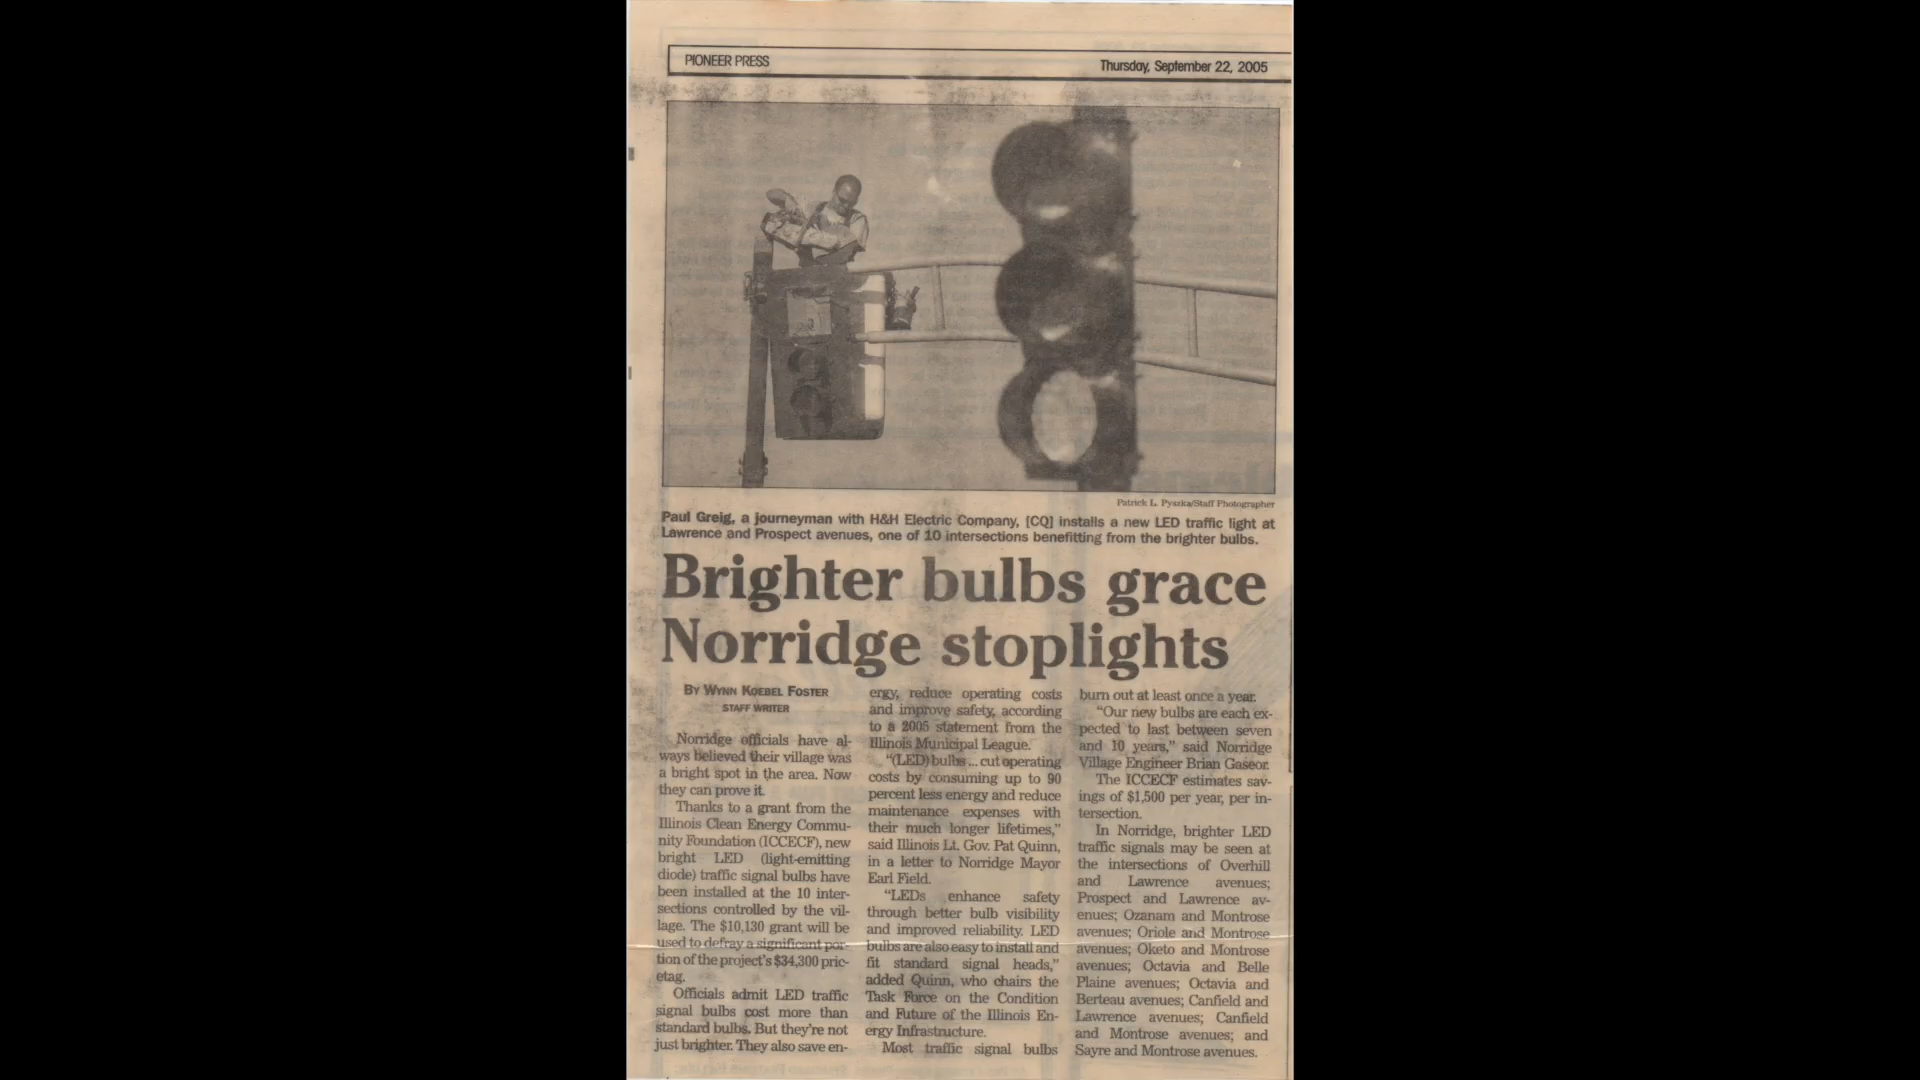 PIONEER PRESS
Thursday, September 22, 2005
Patrick L. Pyszka/Staff Photographer
Paul Greig, a journeyman with H&H Electric Company, [CQ] installs a new LED traffic light at
Lawrence and Prospect avenues, one of 10 intersections benefitting from the brighter bulbs.
Brighter bulbs grace
Norridge stoplights
BY WYNN KOEBEL FOSTER
STAFF WRITER
Norridge officials have al-
ways believed their village was
a bright spot in the area. Now
they can prove it.
Thanks to a grant from the
Illinois Clean Energy Commu-
nity Foundation (ICCECF), new
bright LED (light-emitting
diode) traffic signal bulbs have
been installed at the 10 inter-
sections controlled by the vil-
lage. The $10,130 grant will be
used to defray a significant por-
tion of the project's $34,300 pric-
etag.
Officials admit LED traffic
signal bulbs cost more than
standard bulbs. But they're not
just brighter. They also save en-
ergy, reduce operating costs
and improve safety, according
to a 2005 statement from the
Illinois Municipal League.
"(LED) bulbs ... cut operating
costs by consuming up to 90
percent less energy and reduce
maintenance expenses with
their much longer lifetimes,"
said Illinois Lt. Gov. Pat Quinn,
in a letter to Norridge Mayor
Earl Field.
"LEDs enhance safety
through better bulb visibility
and improved reliability. LED
bulbs are also easy to install and
fit standard signal heads,"
added Quinn, who chairs the
Task Force on the Condition
and Future of the Illinois En-
ergy Infrastructure.
Most traffic signal bulbs
burn out at least once a year.
"Our new bulbs are each ex-
pected to last between seven
and 10 years," said Norridge
Village Engineer Brian Gaseor.
The ICCECF estimates sav-
ings of $1,500 per year, per in-
tersection.
In Norridge, brighter LED
traffic signals may be seen at
the intersections of Overhill
and Lawrence avenues;
Prospect and Lawrence av-
enues; Ozanam and Montrose
avenues; Oriole and Montrose
avenues; Oketo and Montrose
avenues; Octavia and Belle
Plaine avenues; Octavia and
Berteau avenues; Canfield and
Lawrence avenues; Canfield
and Montrose avenues; and
Sayre and Montrose avenues.